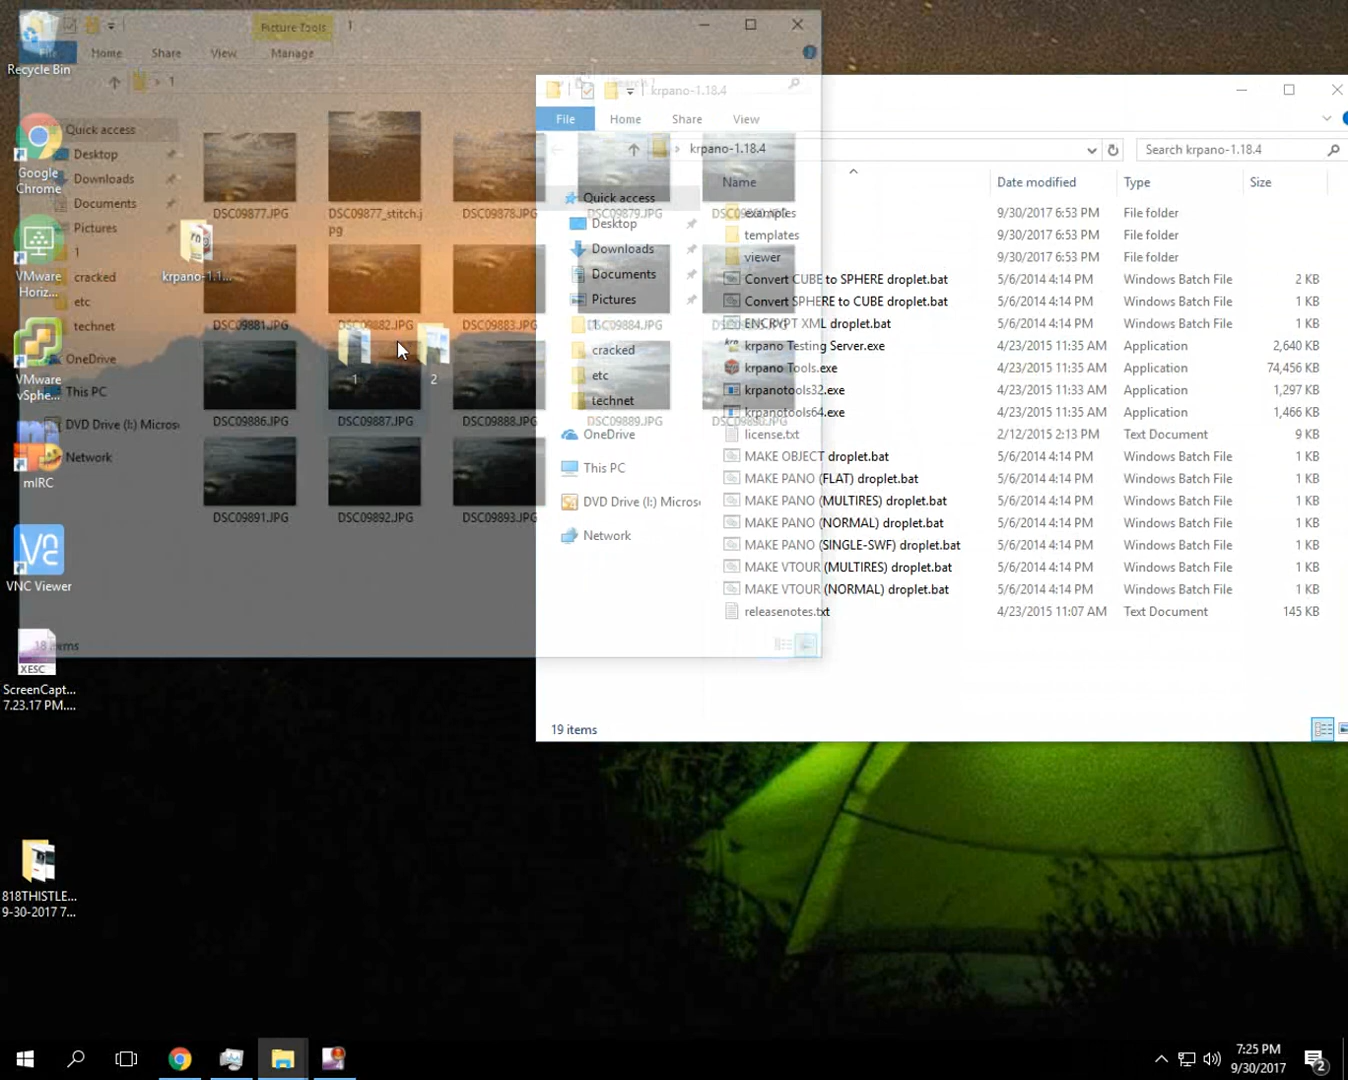 Picture Tools
1
File
Home
Share
View
Manage
1
Search 1
Quick access
Desktop
Downloads
Documents
Pictures
1
cracked
etc
technet
OneDrive
This PC
DVD Drive (I:) Micros
Network
18 items
DSC09877.JPG
DSC09877_stitch.j
pg
DSC09878.JPG
DSC09879.JPG
DSC09881.JPG
DSC09882.JPG
DSC09883.JPG
DSC09884.JPG
DSC09886.JPG
DSC09887.JPG
DSC09889.JPG
DSC09890.JPG
DSC09891.JPG
DSC09892.JPG
DSC09893.JPG
Recycle Bin
Google
Chrome
VMware
Horiz...
VMware
vSphe...
mIRC
VNC Viewer
XESC
ScreenCapt...
7.23.17 PM....
818THISTLE...
9-30-2017 7...
krpano-1.1...
1
2
krpano-1.18.4
File
Home
Share
View
krpano-1.18.4
Search krpano-1.18.4
Quick access
Desktop
Downloads
Documents
Pictures
1
cracked
etc
technet
OneDrive
This PC
DVD Drive (I:) Micros
Network
Name Date modified Type Size
examples 9/30/2017 6:53 PM File folder
templates 9/30/2017 6:53 PM File folder
viewer 9/30/2017 6:53 PM File folder
Convert CUBE to SPHERE droplet.bat 5/6/2014 4:14 PM Windows Batch File 2 KB
Convert SPHERE to CUBE droplet.bat 5/6/2014 4:14 PM Windows Batch File 1 KB
ENCRYPT XML droplet.bat 5/6/2014 4:14 PM Windows Batch File 1 KB
krpano Testing Server.exe 4/23/2015 11:35 AM Application 2,640 KB
krpano Tools.exe 4/23/2015 11:35 AM Application 74,456 KB
krpanotools32.exe 4/23/2015 11:33 AM Application 1,297 KB
krpanotools64.exe 4/23/2015 11:35 AM Application 1,466 KB
license.txt 2/12/2015 2:13 PM Text Document 9 KB
MAKE OBJECT droplet.bat 5/6/2014 4:14 PM Windows Batch File 1 KB
MAKE PANO (FLAT) droplet.bat 5/6/2014 4:14 PM Windows Batch File 1 KB
MAKE PANO (MULTIRES) droplet.bat 5/6/2014 4:14 PM Windows Batch File 1 KB
MAKE PANO (NORMAL) droplet.bat 5/6/2014 4:14 PM Windows Batch File 1 KB
MAKE PANO (SINGLE-SWF) droplet.bat 5/6/2014 4:14 PM Windows Batch File 1 KB
MAKE VTOUR (MULTIRES) droplet.bat 5/6/2014 4:14 PM Windows Batch File 1 KB
MAKE VTOUR (NORMAL) droplet.bat 5/6/2014 4:14 PM Windows Batch File 1 KB
releasenotes.txt 4/23/2015 11:07 AM Text Document 145 KB
19 items
7:25 PM
9/30/2017
2